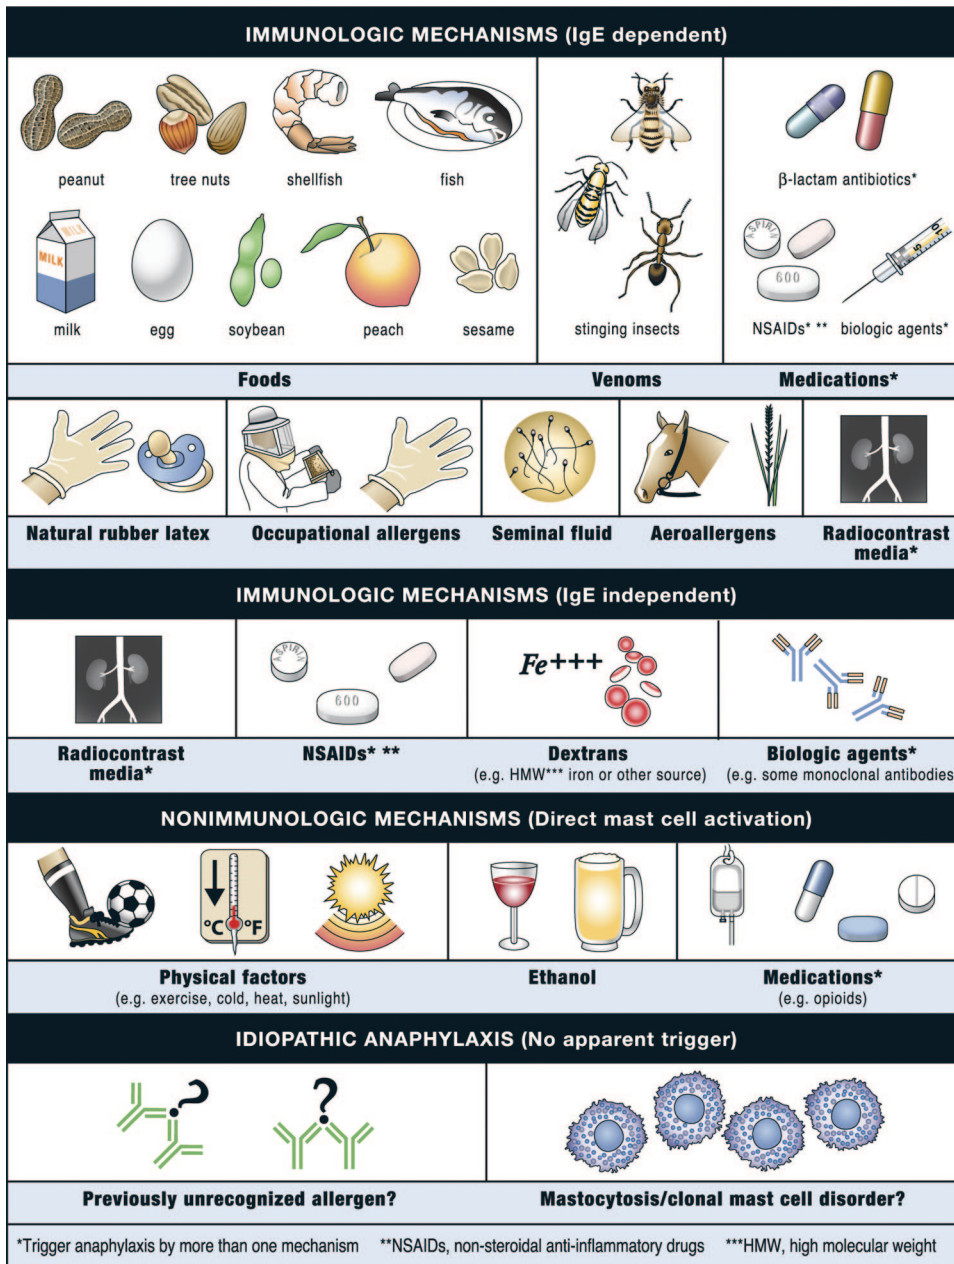 IMMUNOLOGIC MECHANISMS (IgE dependent)
peanut
tree nuts
shellfish
fish
MILK
MILK
milk
egg
soybean
peach
sesame
Foods
stinging insects
Venoms
β-lactam antibiotics*
ASPIRIN
600
5
10
NSAIDs* **
biologic agents*
Medications*
Natural rubber latex
Occupational allergens
Seminal fluid
Aeroallergens
Radiocontrast
media*
IMMUNOLOGIC MECHANISMS (IgE independent)
Radiocontrast
media*
ASPIRIN
600
NSAIDs* **
Fe+++
Dextrans
(e.g. HMW*** iron or other source)
Biologic agents*
(e.g. some monoclonal antibodies
NONIMMUNOLOGIC MECHANISMS (Direct mast cell activation)
°C °F
Physical factors
(e.g. exercise, cold, heat, sunlight)
Ethanol
Medications*
(e.g. opioids)
IDIOPATHIC ANAPHYLAXIS (No apparent trigger)
?
?
Previously unrecognized allergen?
Mastocytosis/clonal mast cell disorder?
*Trigger anaphylaxis by more than one mechanism **NSAIDs, non-steroidal anti-inflammatory drugs ***HMW, high molecular weight